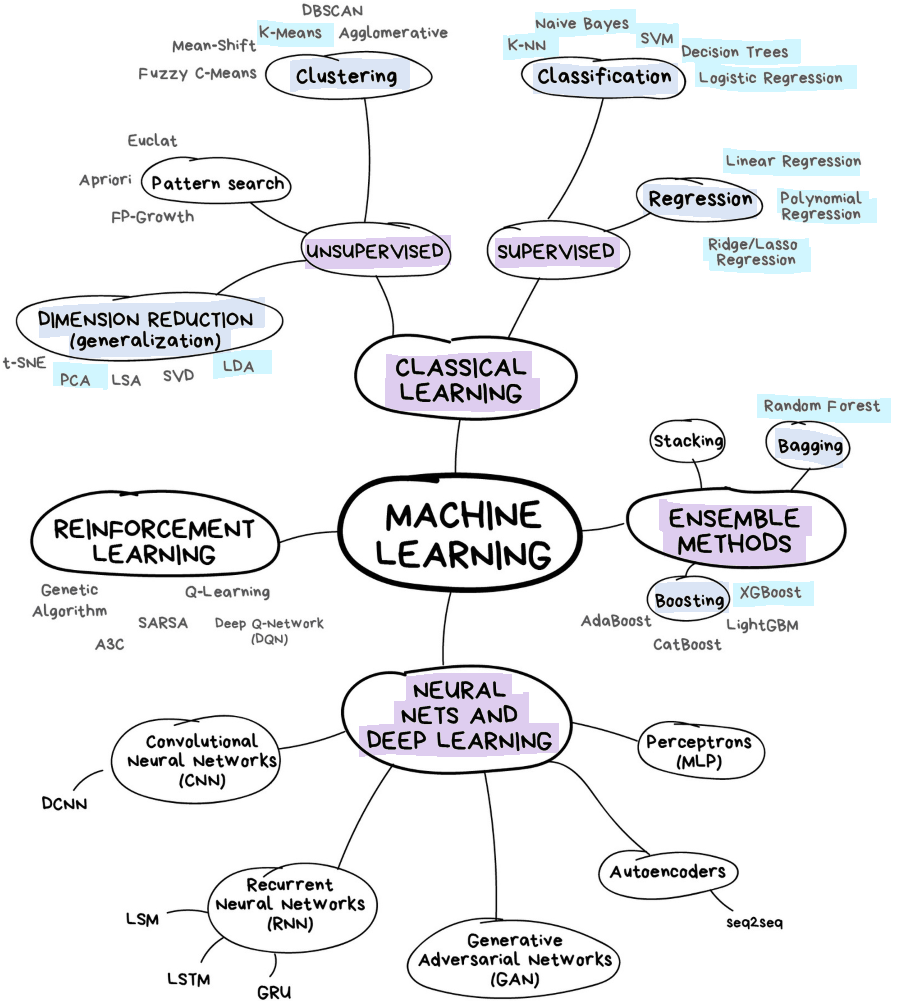 DBSCAN
K-Means
Agglomerative
Mean-Shift
Fuzzy C-Means
Clustering
Naive Bayes
K-NN
SVM
Decision Trees
Classification
Logistic Regression
Euclat
Apriori
Pattern search
FP-Growth
Linear Regression
Regression
Polynomial
Regression
Ridge/Lasso
Regression
UNSUPERVISED
SUPERVISED
DIMENSION REDUCTION
(generalization)
t-SNE
PCA
LSA
SVD
LDA
CLASSICAL
LEARNING
Random Forest
Stacking
Bagging
MACHINE
LEARNING
ENSEMBLE
METHODS
Boosting
XGBoost
AdaBoost
LightGBM
CatBoost
REINFORCEMENT
LEARNING
Genetic
Algorithm
Q-Learning
SARSA
Deep Q-Network
(DQN)
A3C
NEURAL
NETS AND
DEEP LEARNING
Convolutional
Neural Networks
(CNN)
DCNN
Perceptrons
(MLP)
Autoencoders
seq2seq
Recurrent
Neural Networks
(RNN)
LSM
LSTM
GRU
Generative
Adversarial Networks
(GAN)